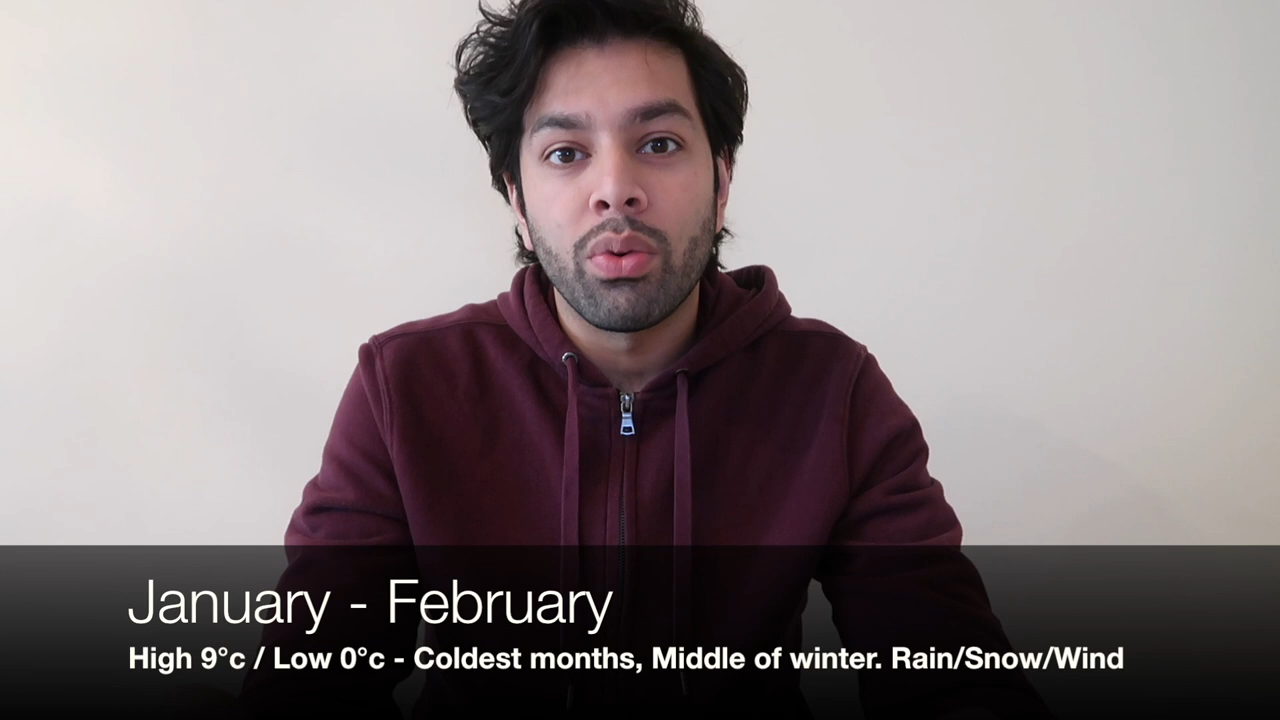 January - February
High 9°c / Low 0°c - Coldest months, Middle of winter. Rain/Snow/Wind